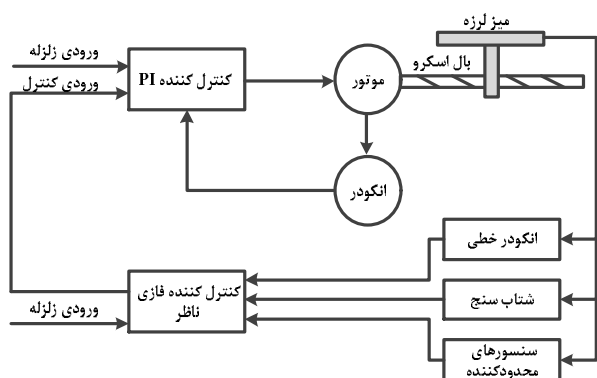 میز لرزه
ورودی زلزله
بال اسکرو
کنترل کننده PI
موتور
ورودی کنترل
انکودر
انکودر خطی
کنترل کننده فازی
ناظر
شتاب سنج
ورودی زلزله
سنسورهای
محدودکننده